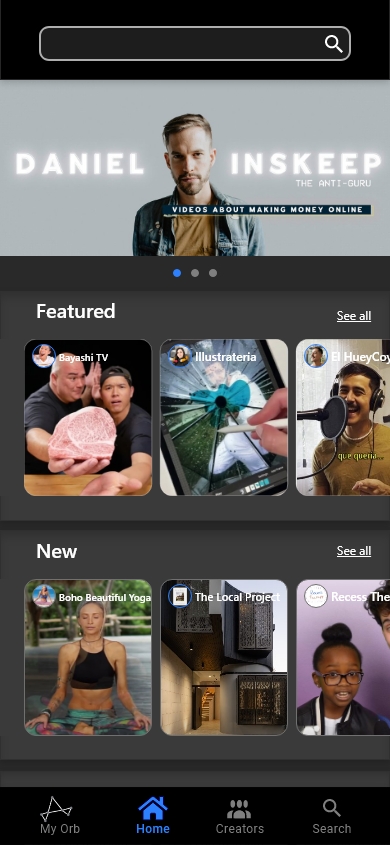 DANIEL INSKEEP
THE ANTI-GURU
VIDEOS ABOUT MAKING MONEY ONLINE
Featured
See all
Bayashi TV
Illustrateria
El HueyCoy
que quería...
New
See all
Boho Beautiful Yoga
The Local Project
Recess The
My Orb
Home
Creators
Search